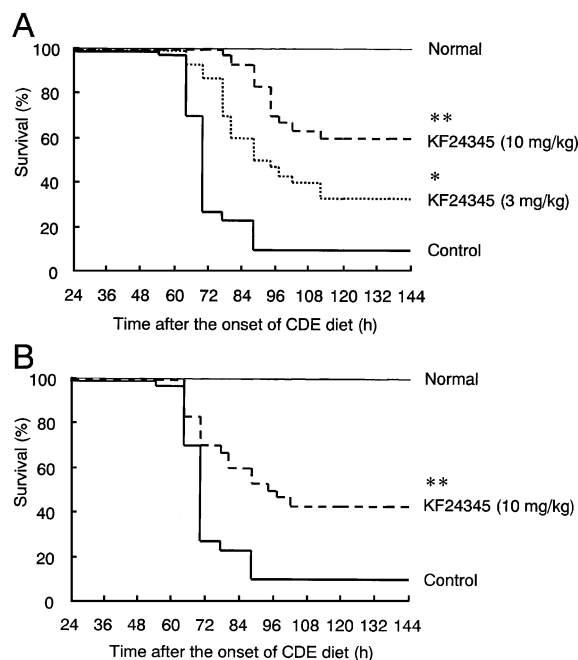 A
100
80
60
40
20
0
Survival (%)
Normal
**
KF24345 (10 mg/kg)
*
KF24345 (3 mg/kg)
Control
24 36 48 60 72 84 96 108 120 132 144
Time after the onset of CDE diet (h)
B
100
80
60
40
20
0
Survival (%)
Normal
**
KF24345 (10 mg/kg)
Control
24 36 48 60 72 84 96 108 120 132 144
Time after the onset of CDE diet (h)